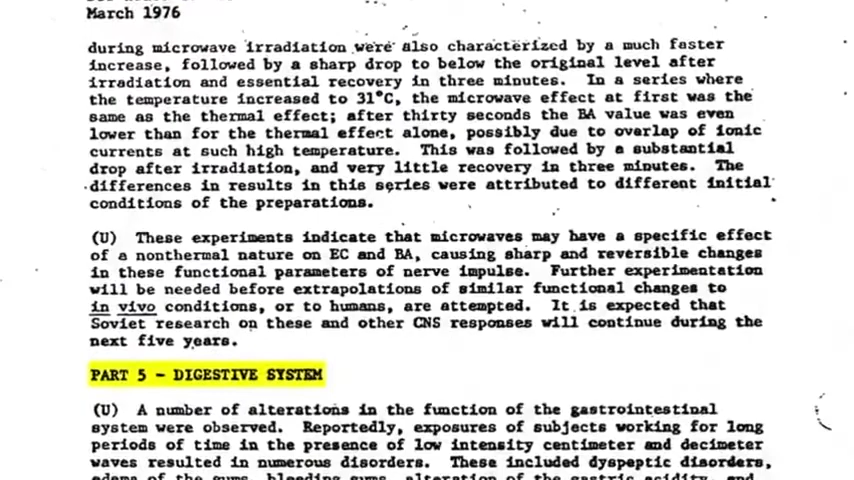 March 1976
during microwave irradiation were also characterized by a much faster
increase, followed by a sharp drop to below the original level after
irradiation and essential recovery in three minutes. In a series where
the temperature increased to 31°C, the microwave effect at first was the
same as the thermal effect; after thirty seconds the BA value was even
lower than for the thermal effect alone, possibly due to overlap of ionic
currents at such high temperature. This was followed by a substantial
drop after irradiation, and very little recovery in three minutes. The
differences in results in this series were attributed to different initial
conditions of the preparations.
(U) These experiments indicate that microwaves may have a specific effect
of a nonthermal nature on EC and BA, causing sharp and reversible changes
in these functional parameters of nerve impulse. Further experimentation
will be needed before extrapolations of similar functional changes to
in vivo conditions, or to humans, are attempted. It is expected that
Soviet research on these and other CNS responses will continue during the
next five years.
PART 5 - DIGESTIVE SYSTEM
(U) A number of alterations in the function of the gastrointestinal
system were observed. Reportedly, exposures of subjects working for long
periods of time in the presence of low intensity centimeter and decimeter
waves resulted in numerous disorders. These included dyspeptic disorders,
edema of the gums, bleeding gums, alteration of the gastric acidity, and